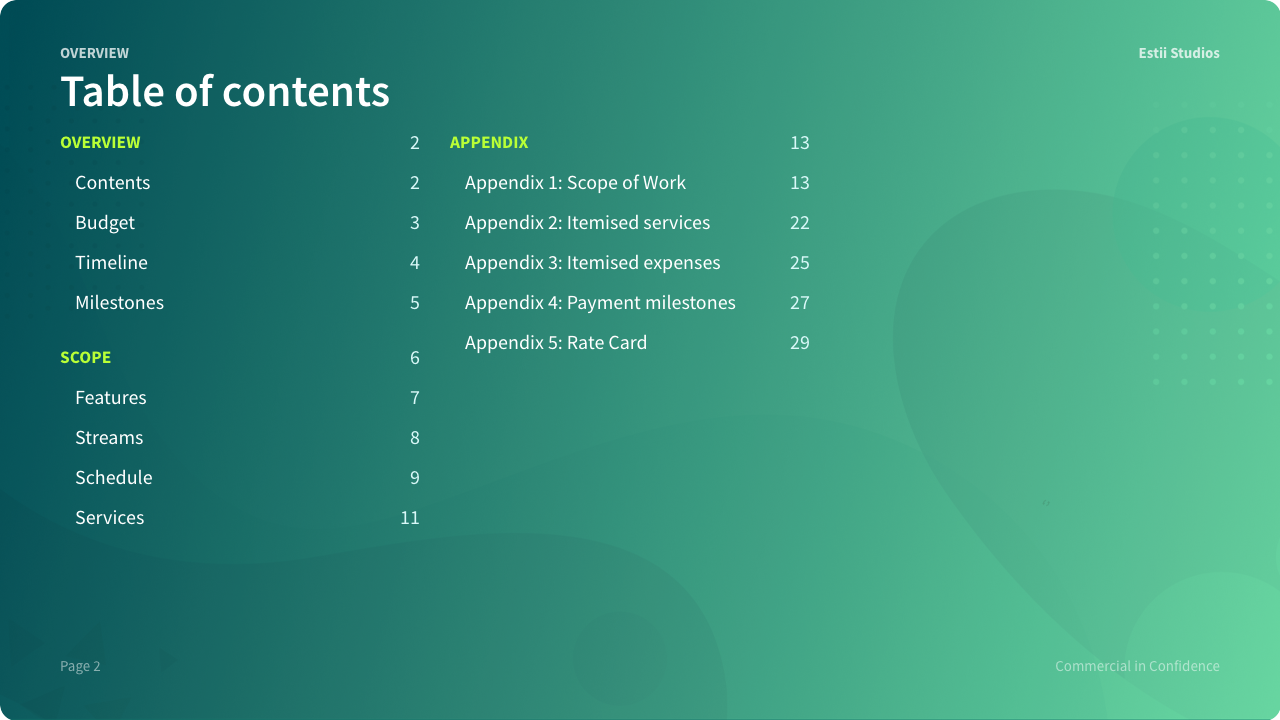 OVERVIEW
Estii Studios
Table of contents
OVERVIEW 2
Contents 2
Budget 3
Timeline 4
Milestones 5
SCOPE 6
Features 7
Streams 8
Schedule 9
Services 11
APPENDIX 13
Appendix 1: Scope of Work 13
Appendix 2: Itemised services 22
Appendix 3: Itemised expenses 25
Appendix 4: Payment milestones 27
Appendix 5: Rate Card 29
Page 2
Commercial in Confidence